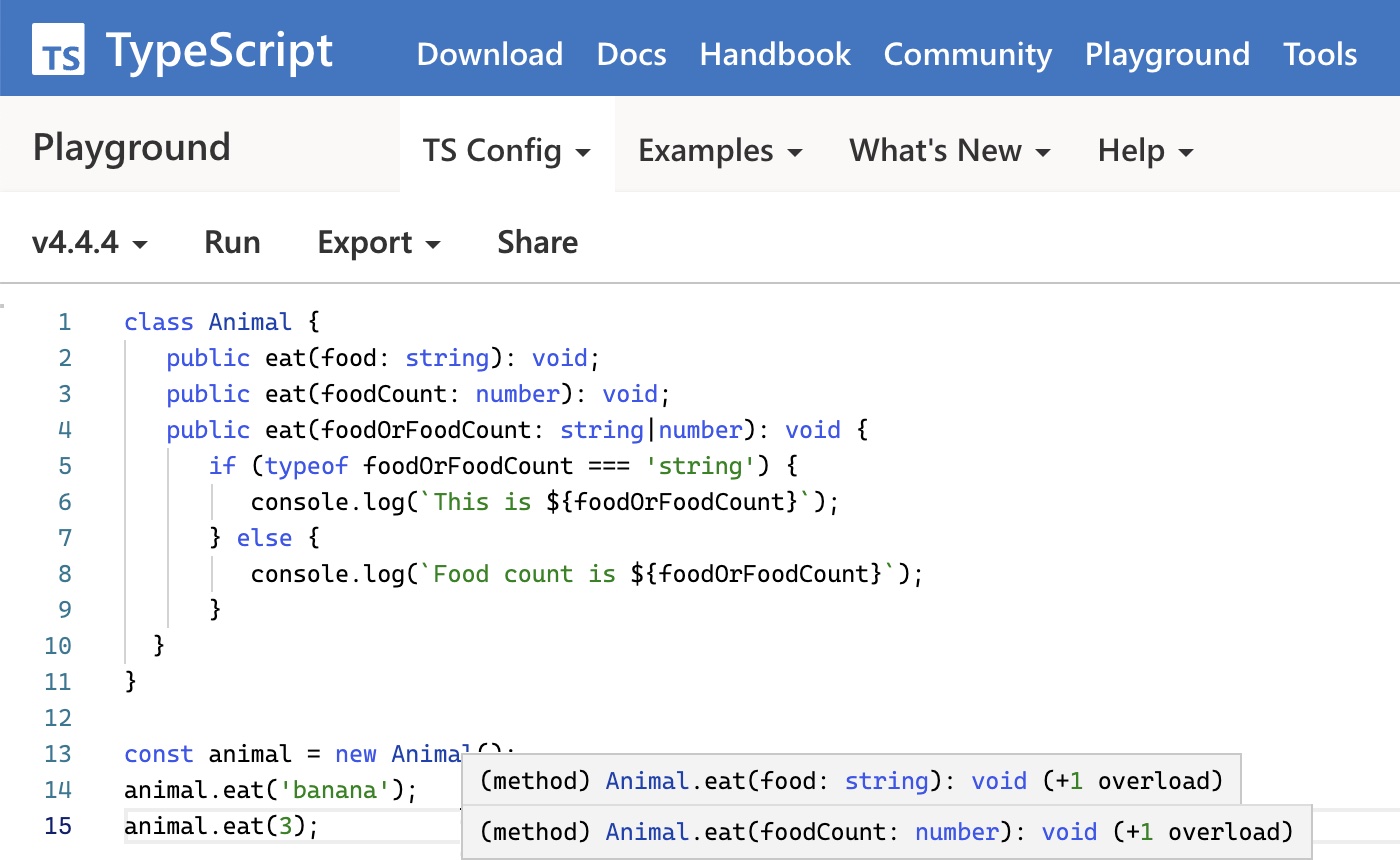 TS TypeScript Download Docs Handbook Community Playground Tools
Playground TS Config Examples What's New Help
v4.4.4 Run Export Share
1 class Animal {
2 public eat(food: string): void;
3 public eat(foodCount: number): void;
4 public eat(foodOrFoodCount: string|number): void {
5 if (typeof foodOrFoodCount === 'string') {
6 console.log(`This is ${foodOrFoodCount}`);
7 } else {
8 console.log(`Food count is ${foodOrFoodCount}`);
9 }
10 }
11 }
12
13 const animal = new Animal();
14 animal.eat('banana');
(method) Animal.eat(food: string): void (+1 overload)
15 animal.eat(3);
(method) Animal.eat(foodCount: number): void (+1 overload)